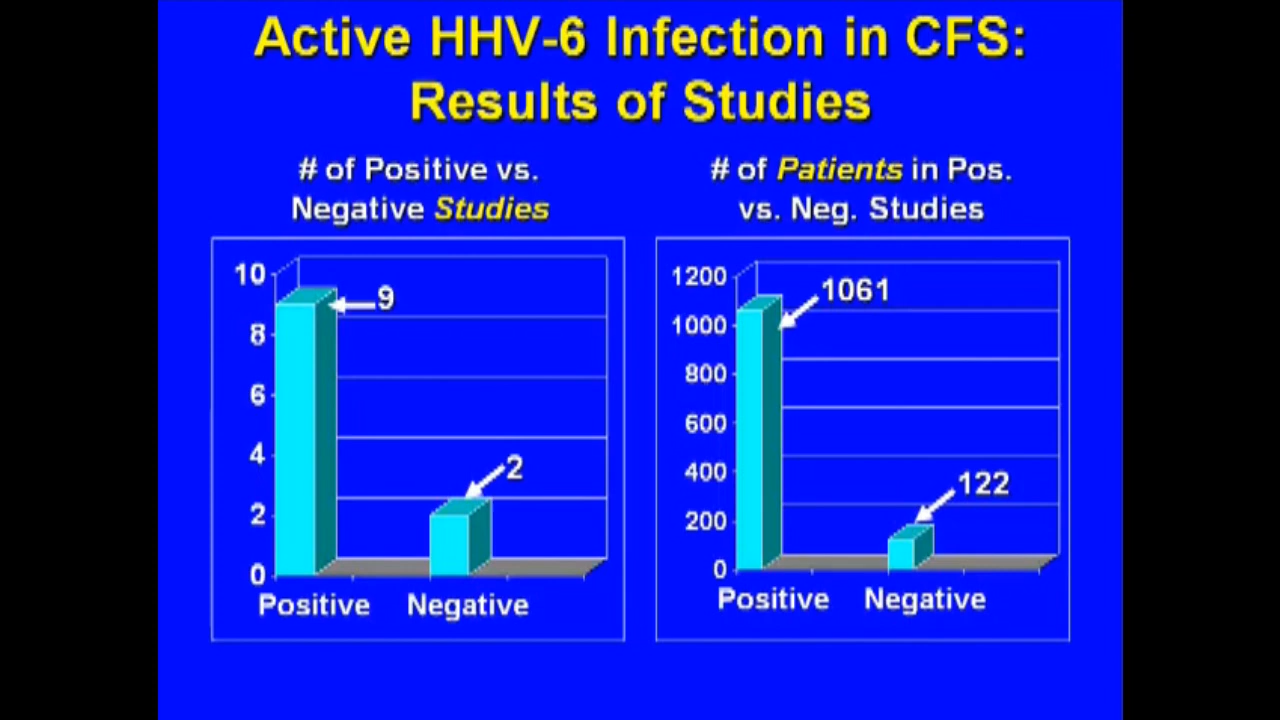 Active HHV-6 Infection in CFS:
Results of Studies
# of Positive vs.
Negative Studies
10
9
8
6
4
2
2
0
Positive Negative
# of Patients in Pos.
vs. Neg. Studies
1200
1061
1000
800
600
400
122
200
0
Positive Negative